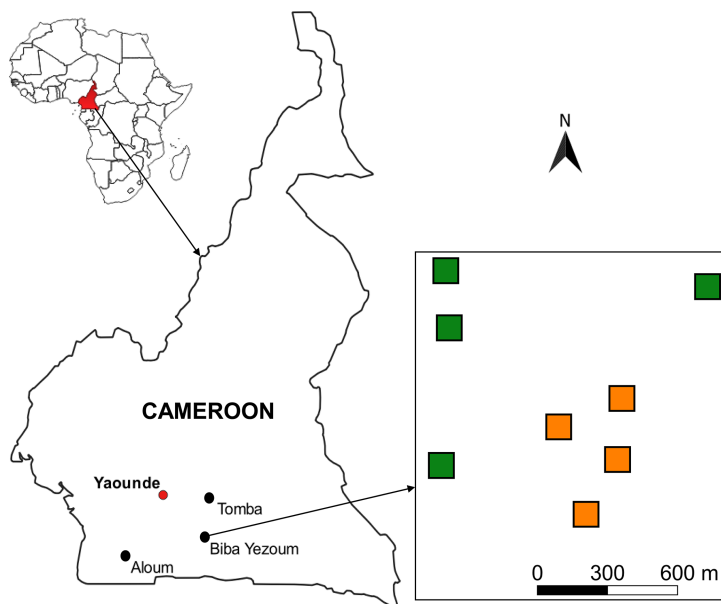 N
CAMEROON
Yaounde
Tomba
Biba Yezoum
Aloum
0 300 600 m